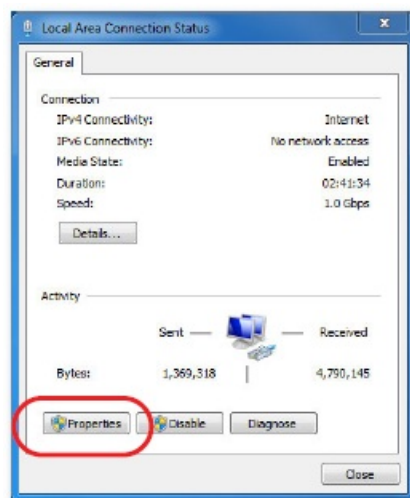 Local Area Connection Status
General
Connection
IPv4 Connectivity: Internet
IPv6 Connectivity: No network access
Media State: Enabled
Duration: 02:41:34
Speed: 1.0 Gbps
Details...
Activity
Sent Received
Bytes: 1,369,318 4,790,145
Properties Disable Diagnose
Close